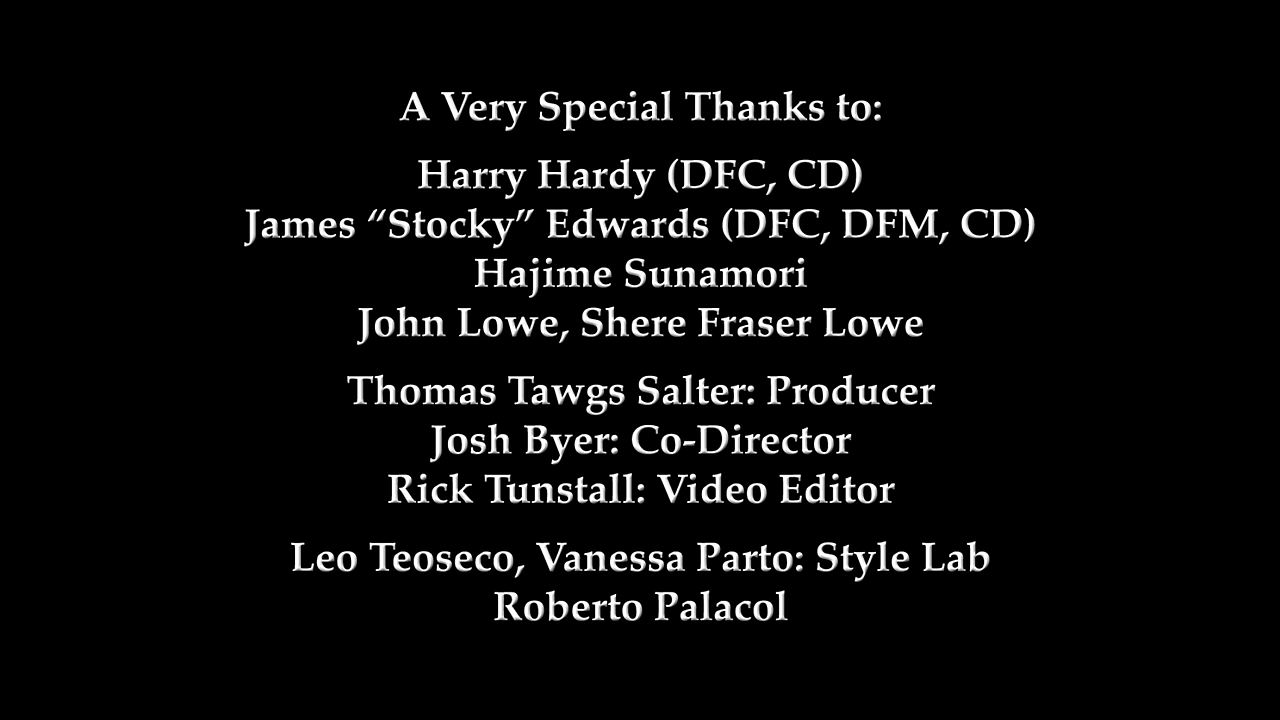 A Very Special Thanks to:
Harry Hardy (DFC, CD)
James “Stocky” Edwards (DFC, DFM, CD)
Hajime Sunamori
John Lowe, Shere Fraser Lowe
Thomas Tawgs Salter: Producer
Josh Byer: Co-Director
Rick Tunstall: Video Editor
Leo Teoseco, Vanessa Parto: Style Lab
Roberto Palacol